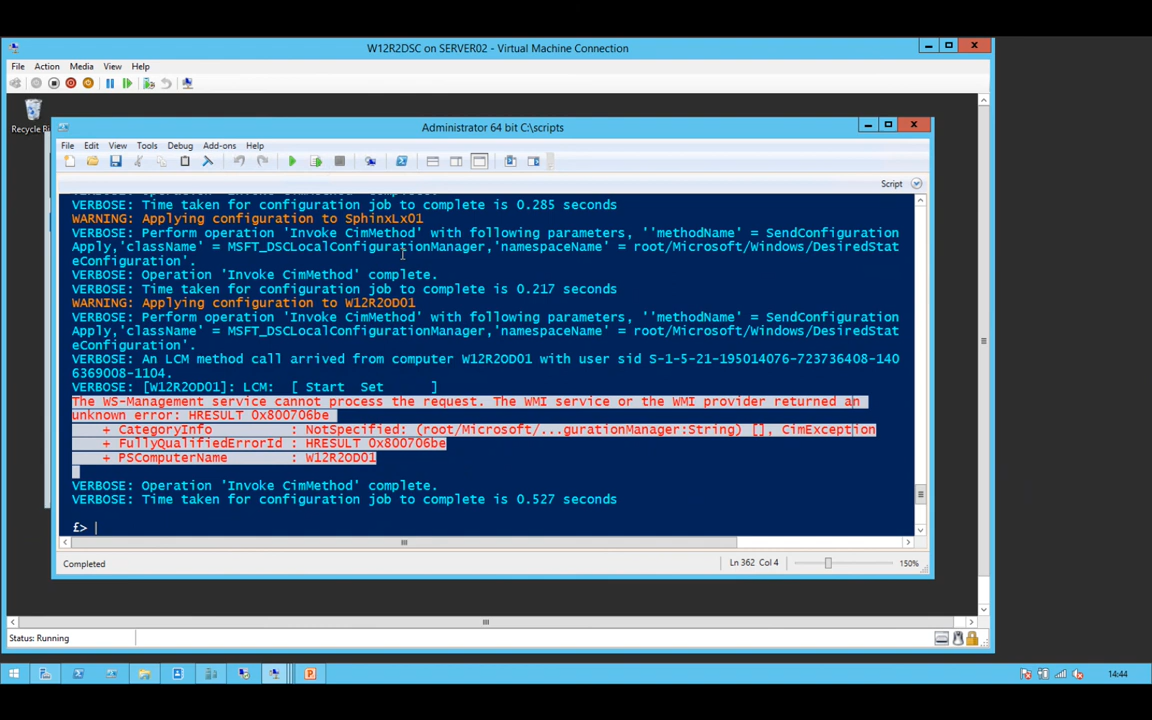 W12R2DSC on SERVER02 - Virtual Machine Connection
File Action Media View Help
Recycle Bi
Administrator 64 bit C:\scripts
File Edit View Tools Debug Add-ons Help
Script
VERBOSE: Operation 'Invoke CimMethod' complete.
VERBOSE: Time taken for configuration job to complete is 0.285 seconds
WARNING: Applying configuration to SphinxLx01
VERBOSE: Perform operation 'Invoke CimMethod' with following parameters, ''methodName' = SendConfiguration
Apply,'className' = MSFT_DSCLocalConfigurationManager,'namespaceName' = root/Microsoft/Windows/DesiredStat
eConfiguration'.
VERBOSE: Operation 'Invoke CimMethod' complete.
VERBOSE: Time taken for configuration job to complete is 0.217 seconds
WARNING: Applying configuration to W12R2OD01
VERBOSE: Perform operation 'Invoke CimMethod' with following parameters, ''methodName' = SendConfiguration
Apply,'className' = MSFT_DSCLocalConfigurationManager,'namespaceName' = root/Microsoft/Windows/DesiredStat
eConfiguration'.
VERBOSE: An LCM method call arrived from computer W12R2OD01 with user sid S-1-5-21-195014076-723736408-140
6369008-1104.
VERBOSE: [W12R2OD01]: LCM:  [ Start  Set      ]
The WS-Management service cannot process the request. The WMI service or the WMI provider returned an
unknown error: HRESULT 0x800706be
    + CategoryInfo          : NotSpecified: (root/Microsoft/...gurationManager:String) [], CimException
    + FullyQualifiedErrorId : HRESULT 0x800706be
    + PSComputerName        : W12R2OD01
VERBOSE: Operation 'Invoke CimMethod' complete.
VERBOSE: Time taken for configuration job to complete is 0.527 seconds
£>
Completed
Ln 362 Col 4
150%
Status: Running
14:44